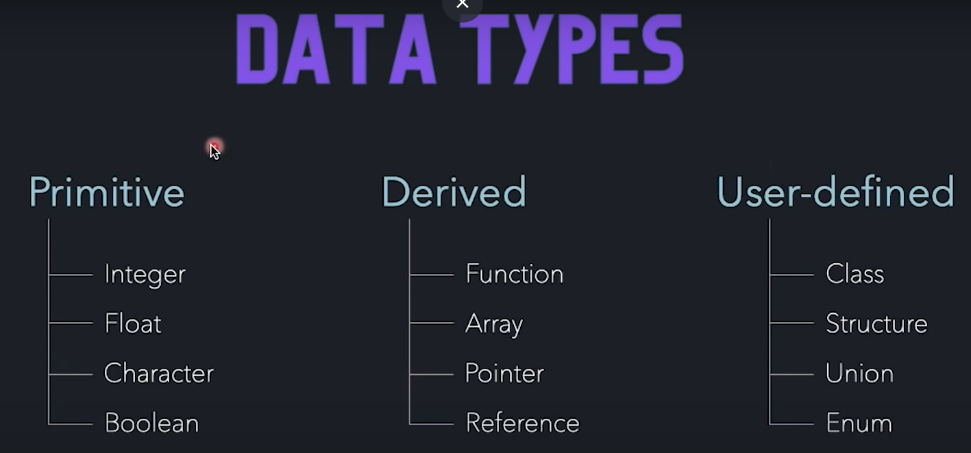 DATA TYPES
Primitive
Integer
Float
Character
Boolean
Derived
Function
Array
Pointer
Reference
User-defined
Class
Structure
Union
Enum